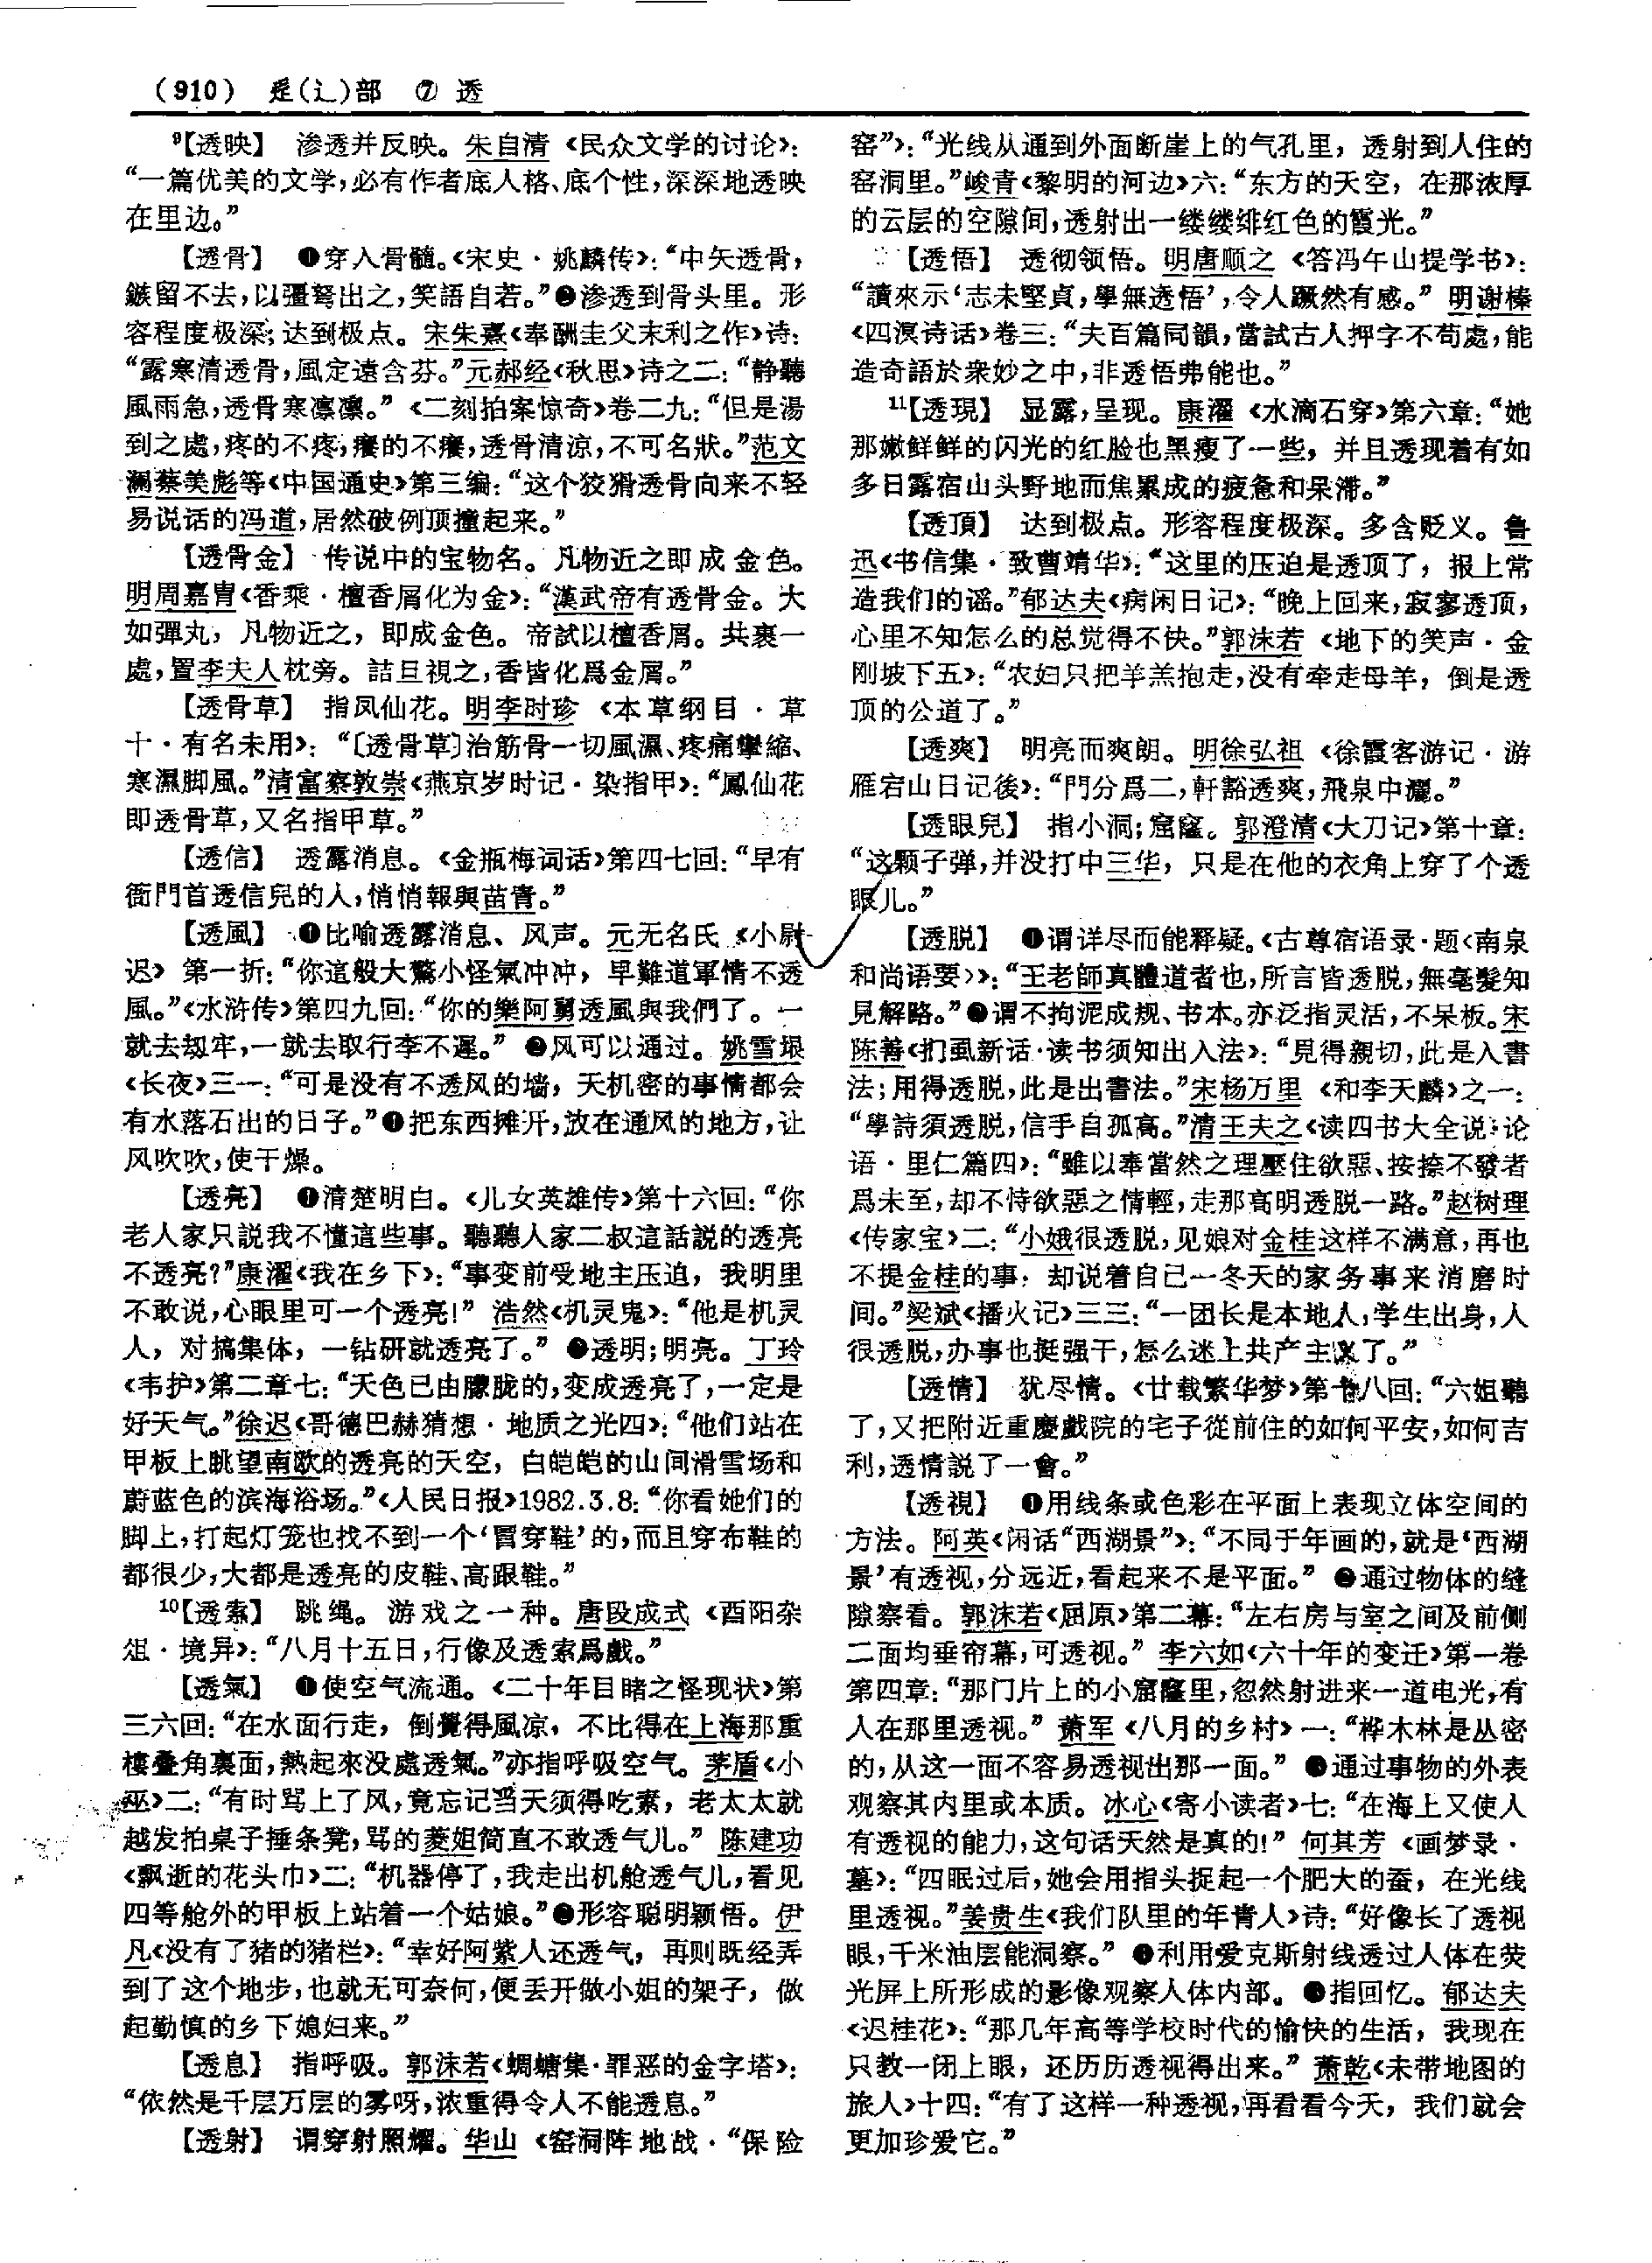 (910) 辵(辶)部 ⑦ 透
⁹【透映】 渗透并反映。朱自清《民众文学的讨论》：
“一篇优美的文学，必有作者底人格、底个性，深深地透映
在里边。”
【透骨】 ❶穿入骨髓。《宋史·姚麟传》：“中矢透骨，
鏃留不去，以彊弩出之，笑語自若。”❷渗透到骨头里。形
容程度极深；达到极点。宋朱熹《奉酬圭父末利之作》诗：
“露寒清透骨，風定遠含芬。”元郝经《秋思》诗之二：“静聽
風雨急，透骨寒凛凛。”《二刻拍案惊奇》卷二九：“但是湯
到之處，疼的不疼，癢的不癢，透骨清凉，不可名狀。”范文
澜蔡美彪等《中国通史》第三编：“这个狡猾透骨向来不轻
易说话的冯道，居然破例顶撞起来。”
【透骨金】 传说中的宝物名。凡物近之即成金色。
明周嘉胄《香乘·檀香屑化为金》：“漢武帝有透骨金。大
如彈丸，凡物近之，即成金色。帝試以檀香屑。共裹一
處，置李夫人枕旁。詰旦視之，香皆化爲金屑。”
【透骨草】 指凤仙花。明李时珍《本草纲目·草
十·有名未用》：“〔透骨草〕治筋骨一切風濕、疼痛攣縮、
寒濕脚風。”清富察敦崇《燕京岁时记·染指甲》：“鳳仙花
即透骨草，又名指甲草。”
【透信】 透露消息。《金瓶梅词话》第四七回：“早有
衙門首透信兒的人，悄悄報與苗青。”
【透風】 ❶比喻透露消息、风声。元无名氏《小尉
迟》第一折：“你這般大驚小怪氣冲冲，早難道軍情不透
風。”《水浒传》第四九回：“你的樂阿舅透風與我們了。一
就去刼牢，一就去取行李不遲。”❷风可以通过。姚雪垠
《长夜》三一：“可是没有不透风的墙，天机密的事情都会
有水落石出的日子。”❸把东西摊开，放在通风的地方，让
风吹吹，使干燥。
【透亮】 ❶清楚明白。《儿女英雄传》第十六回：“你
老人家只説我不懂這些事。聽聽人家二叔這話説的透亮
不透亮？”康濯《我在乡下》：“事变前受地主压迫，我明里
不敢说，心眼里可一个透亮！”浩然《机灵鬼》：“他是机灵
人，对搞集体，一钻研就透亮了。”❷透明；明亮。丁玲
《韦护》第二章七：“天色已由朦胧的，变成透亮了，一定是
好天气。”徐迟《哥德巴赫猜想·地质之光四》：“他们站在
甲板上眺望南欧的透亮的天空，白皑皑的山间滑雪场和
蔚蓝色的滨海浴场。”《人民日报》1982.3.8：“你看她们的
脚上，打起灯笼也找不到一个‘冒穿鞋’的，而且穿布鞋的
都很少，大都是透亮的皮鞋、高跟鞋。”
¹⁰【透索】 跳绳。游戏之一种。唐段成式《酉阳杂
俎·境异》：“八月十五日，行像及透索爲戲。”
【透氣】 ❶使空气流通。《二十年目睹之怪现状》第
三六回：“在水面行走，倒覺得風凉，不比得在上海那重
樓叠角裏面，熱起來没處透氣。”亦指呼吸空气。茅盾《小
巫》二：“有时骂上了风，竟忘记当天须得吃素，老太太就
越发拍桌子捶条凳，骂的菱姐简直不敢透气儿。”陈建功
《飘逝的花头巾》二：“机器停了，我走出机舱透气儿，看见
四等舱外的甲板上站着一个姑娘。”❷形容聪明颖悟。伊
凡《没有了猪的猪栏》：“幸好阿紫人还透气，再则既经弄
到了这个地步，也就无可奈何，便丢开做小姐的架子，做
起勤慎的乡下媳妇来。”
【透息】 指呼吸。郭沫若《蜩螗集·罪恶的金字塔》：
“依然是千层万层的雾呀，浓重得令人不能透息。”
【透射】 谓穿射照耀。华山《窑洞阵地战·“保险
窑”》：“光线从通到外面断崖上的气孔里，透射到人住的
窑洞里。”峻青《黎明的河边》六：“东方的天空，在那浓厚
的云层的空隙间，透射出一缕缕绯红色的霞光。”
【透悟】 透彻领悟。明唐顺之《答冯午山提学书》：
“讀來示‘志未堅貞，學無透悟’，令人蹶然有感。”明谢榛
《四溟诗话》卷三：“夫百篇同韻，當試古人押字不苟處，能
造奇語於衆妙之中，非透悟弗能也。”
¹¹【透現】 显露，呈现。康濯《水滴石穿》第六章：“她
那嫩鲜鲜的闪光的红脸也黑瘦了一些，并且透现着有如
多日露宿山头野地而焦累成的疲惫和呆滞。”
【透頂】 达到极点。形容程度极深。多含贬义。鲁
迅《书信集·致曹靖华》：“这里的压迫是透顶了，报上常
造我们的谣。”郁达夫《病闲日记》：“晚上回来，寂寥透顶，
心里不知怎么的总觉得不快。”郭沫若《地下的笑声·金
刚坡下五》：“农妇只把羊羔抱走，没有牵走母羊，倒是透
顶的公道了。”
【透爽】 明亮而爽朗。明徐弘祖《徐霞客游记·游
雁宕山日记後》：“門分爲二，軒豁透爽，飛泉中灑。”
【透眼兒】 指小洞；窟窿。郭澄清《大刀记》第十章：
“这颗子弹，并没打中三华，只是在他的衣角上穿了个透
眼儿。”
【透脱】 ❶谓详尽而能释疑。《古尊宿语录·题〈南泉
和尚语要〉》：“王老師真體道者也，所言皆透脱，無毫髮知
見解路。”❷谓不拘泥成规、书本。亦泛指灵活，不呆板。宋
陈善《扪虱新话·读书须知出入法》：“見得親切，此是入書
法；用得透脱，此是出書法。”宋杨万里《和李天麟》之一：
“學詩須透脱，信手自孤高。”清王夫之《读四书大全说·论
语·里仁篇四》：“雖以奉當然之理壓住欲惡、按捺不發者
爲未至，却不恃欲惡之情輕，走那高明透脱一路。”赵树理
《传家宝》二：“小娥很透脱，见娘对金桂这样不满意，再也
不提金桂的事，却说着自己一冬天的家务事来消磨时
间。”梁斌《播火记》三三：“一团长是本地人，学生出身，人
很透脱，办事也挺强干，怎么迷上共产主义了。”
【透情】 犹尽情。《廿载繁华梦》第十八回：“六姐聽
了，又把附近重慶戲院的宅子從前住的如何平安，如何吉
利，透情説了一會。”
【透視】 ❶用线条或色彩在平面上表现立体空间的
方法。阿英《闲话“西湖景”》：“不同于年画的，就是‘西湖
景’有透视，分远近，看起来不是平面。”❷通过物体的缝
隙察看。郭沫若《屈原》第二幕：“左右房与室之间及前侧
二面均垂帘幕，可透视。”李六如《六十年的变迁》第一卷
第四章：“那门片上的小窟窿里，忽然射进来一道电光，有
人在那里透视。”萧军《八月的乡村》一：“桦木林是丛密
的，从这一面不容易透视出那一面。”❸通过事物的外表
观察其内里或本质。冰心《寄小读者》七：“在海上又使人
有透视的能力，这句话天然是真的！”何其芳《画梦录·
墓》：“四眠过后，她会用指头捉起一个肥大的蚕，在光线
里透视。”姜贵生《我们队里的年青人》诗：“好像长了透视
眼，千米油层能洞察。”❹利用爱克斯射线透过人体在荧
光屏上所形成的影像观察人体内部。❺指回忆。郁达夫
《迟桂花》：“那几年高等学校时代的愉快的生活，我现在
只教一闭上眼，还历历透视得出来。”萧乾《未带地图的
旅人》十四：“有了这样一种透视，再看看今天，我们就会
更加珍爱它。”